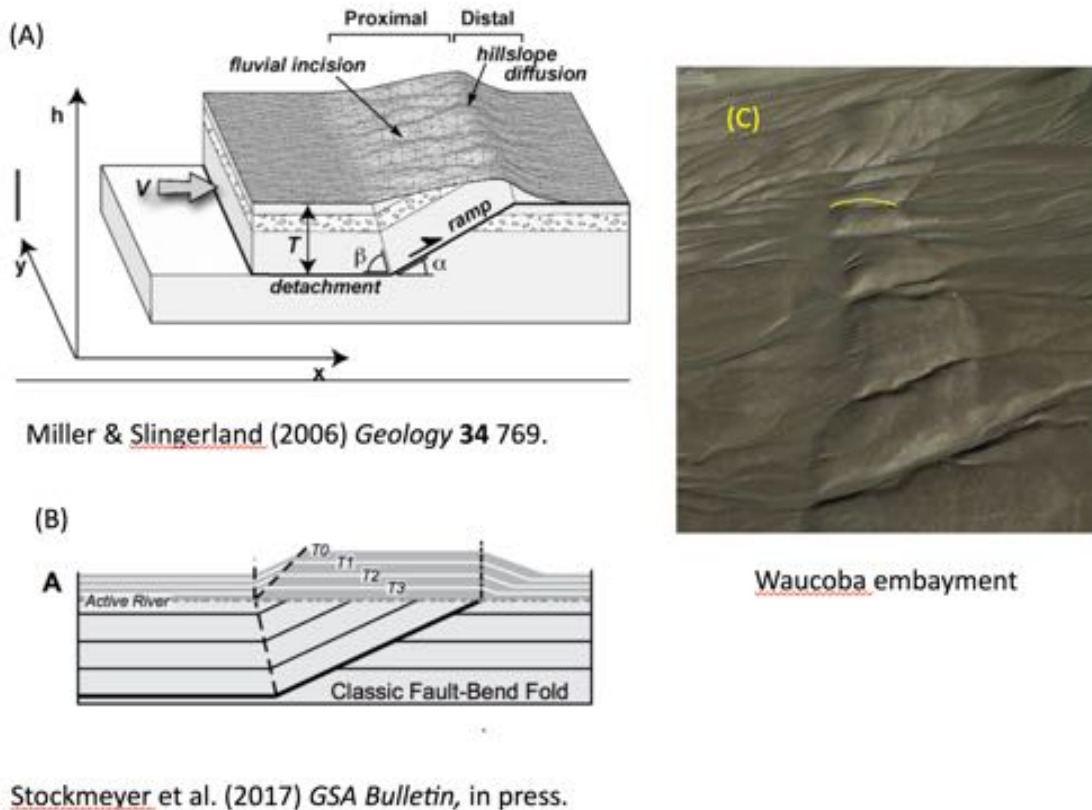 (A)
Proximal Distal
fluvial incision
hillslope
diffusion
h
V
T
β
α
ramp
detachment
y
x
Miller & Slingerland (2006) Geology 34 769.
(B)
A
T0
T1
T2
T3
Active River
Classic Fault-Bend Fold
Stockmeyer et al. (2017) GSA Bulletin, in press.
(C)
Waucoba embayment